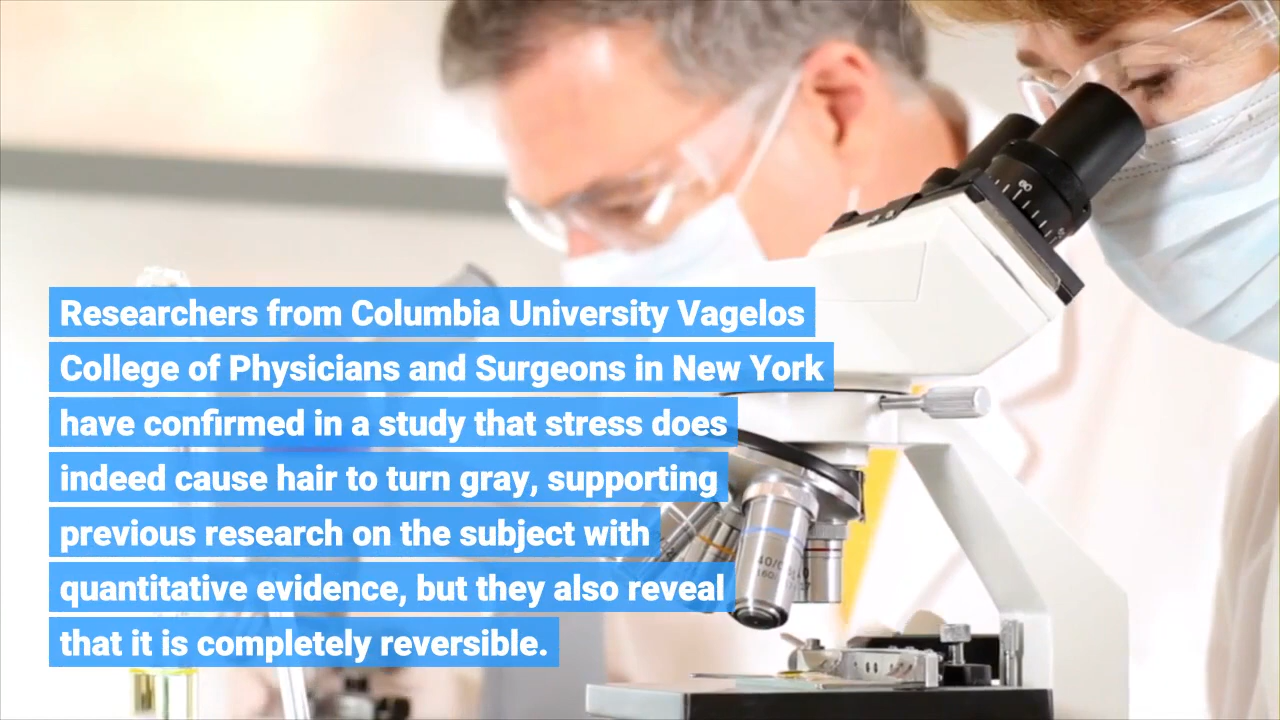 Researchers from Columbia University Vagelos
College of Physicians and Surgeons in New York
have confirmed in a study that stress does
indeed cause hair to turn gray, supporting
previous research on the subject with
quantitative evidence, but they also reveal
that it is completely reversible.